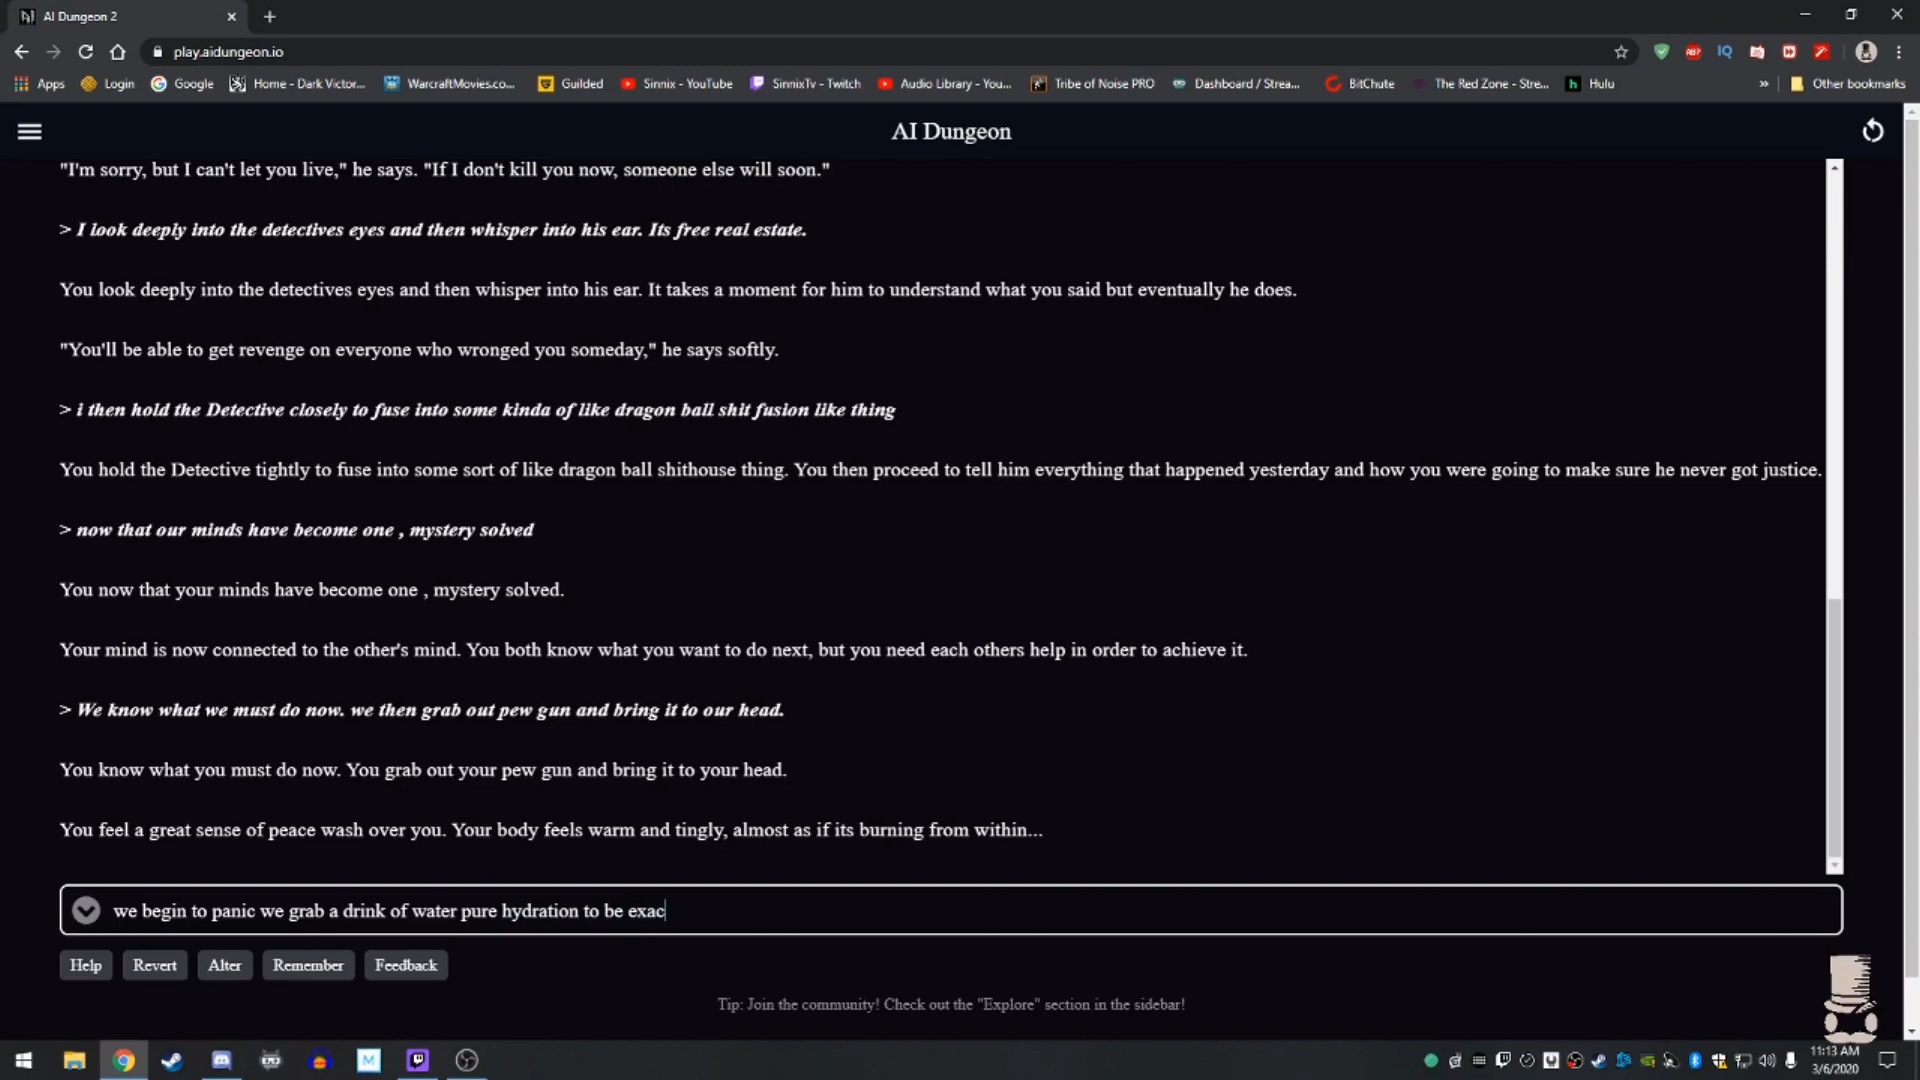 AI Dungeon 2
play.aidungeon.io
Apps Login Google Home - Dark Victor... WarcraftMovies.co... Guilded Sinnix - YouTube SinnixTv - Twitch Audio Library - You... Tribe of Noise PRO Dashboard / Strea... BitChute The Red Zone - Stre... Hulu » Other bookmarks
AI Dungeon
"I'm sorry, but I can't let you live," he says. "If I don't kill you now, someone else will soon."
> I look deeply into the detectives eyes and then whisper into his ear. Its free real estate.
You look deeply into the detectives eyes and then whisper into his ear. It takes a moment for him to understand what you said but eventually he does.
"You'll be able to get revenge on everyone who wronged you someday," he says softly.
> i then hold the Detective closely to fuse into some kinda of like dragon ball shit fusion like thing
You hold the Detective tightly to fuse into some sort of like dragon ball shithouse thing. You then proceed to tell him everything that happened yesterday and how you were going to make sure he never got justice.
> now that our minds have become one , mystery solved
You now that your minds have become one , mystery solved.
Your mind is now connected to the other's mind. You both know what you want to do next, but you need each others help in order to achieve it.
> We know what we must do now. we then grab out pew gun and bring it to our head.
You know what you must do now. You grab out your pew gun and bring it to your head.
You feel a great sense of peace wash over you. Your body feels warm and tingly, almost as if its burning from within...
we begin to panic we grab a drink of water pure hydration to be exac
Help Revert Alter Remember Feedback
Tip: Join the community! Check out the "Explore" section in the sidebar!
11:13 AM
3/6/2020